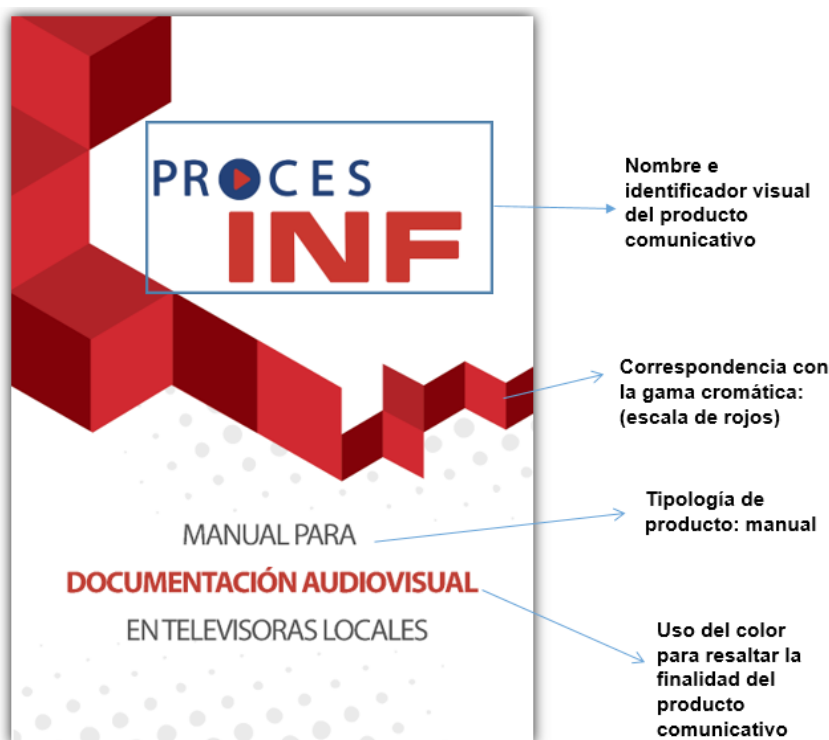 PROCES
INF
MANUAL PARA
DOCUMENTACIÓN AUDIOVISUAL
EN TELEVISORAS LOCALES
Nombre e
identificador visual
del producto
comunicativo
Correspondencia con
la gama cromática:
(escala de rojos)
Tipología de
producto: manual
Uso del color
para resaltar la
finalidad del
producto
comunicativo